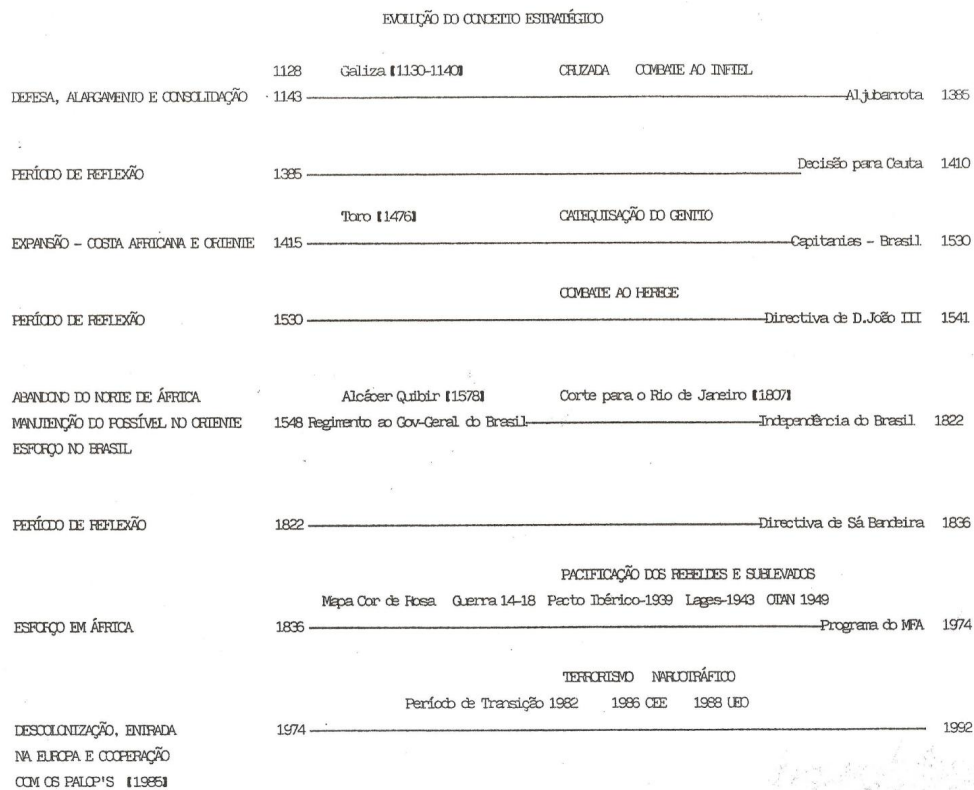 EVOLUÇÃO DO CONCEITO ESTRATÉGICO
1128 Galiza [1130-1140] CRUZADA COMBATE AO INFIEL
DEFESA, ALARGAMENTO E CONSOLIDAÇÃO 1143 Aljubarrota 1385
PERÍODO DE REFLEXÃO 1385 Decisão para Ceuta 1410
Toro [1476] CATEQUISAÇÃO DO GENTIO
EXPANSÃO - COSTA AFRICANA E ORIENTE 1415 Capitanias - Brasil 1530
COMBATE AO HEREGE
PERÍODO DE REFLEXÃO 1530 Directiva de D.João III 1541
ABANDONO DO NORTE DE ÁFRICA Alcácer Quibir [1578] Corte para o Rio de Janeiro [1807]
MANUTENÇÃO DO POSSÍVEL NO ORIENTE 1548 Regimento ao Gov-Geral do Brasil Independência do Brasil 1822
ESFORÇO NO BRASIL
PERÍODO DE REFLEXÃO 1822 Directiva de Sá Bandeira 1836
PACIFICAÇÃO DOS REBELDES E SUBLEVADOS
Mapa Cor de Rosa Guerra 14-18 Pacto Ibérico-1939 Lages-1943 OTAN 1949
ESFORÇO EM ÁFRICA 1836 Programa do MFA 1974
TERRORISMO NARCOTRÁFICO
Período de Transição 1982 1986 CEE 1988 UEO
DESCOLONIZAÇÃO, ENTRADA 1974 1992
NA EUROPA E COOPERAÇÃO
COM OS PALOP'S [1985]